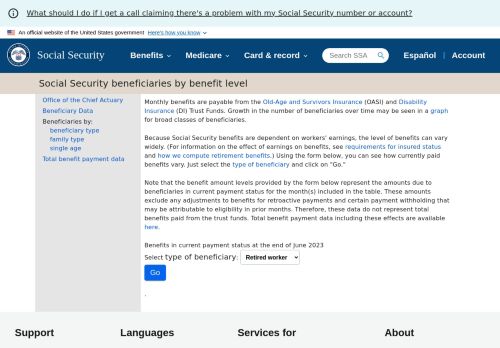 What should I do if I get a call claiming there's a problem with my Social Security number or account?
An official website of the United States government Here's how you know
Social Security
Benefits
Medicare
Card & record
Search SSA
Español
Account
Social Security beneficiaries by benefit level
Office of the Chief Actuary
Beneficiary Data
Beneficiaries by:
beneficiary type
family type
single age
Total benefit payment data
Monthly benefits are payable from the Old-Age and Survivors Insurance (OASI) and Disability
Insurance (DI) Trust Funds. Growth in the number of beneficiaries over time may be seen in a graph
for broad classes of beneficiaries.
Because Social Security benefits are dependent on workers' earnings, the level of benefits can vary
widely. (For information on the effect of earnings on benefits, see requirements for insured status
and how we compute retirement benefits.) Using the form below, you can see how currently paid
benefits vary. Just select the type of beneficiary and click on "Go."
Note that the benefit amount levels provided by the form below represent the amounts due to
beneficiaries in current payment status for the month(s) included in the table. These amounts
exclude any adjustments to benefits for retroactive payments and certain payment withholding that
may be attributable to eligibility in prior months. Therefore, these data do not represent total
benefits paid from the trust funds. Total benefit payment data including these effects are available
here.
Benefits in current payment status at the end of June 2023
Select type of beneficiary: Retired worker
Go
.
Support
Languages
Services for
About